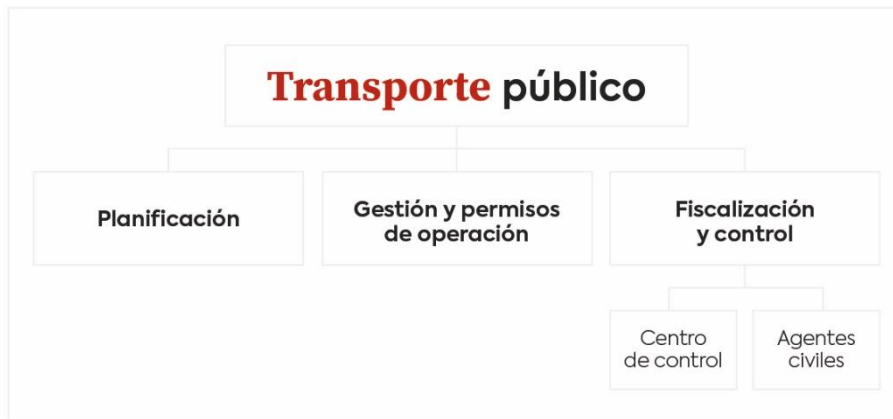 Transporte público
Planificación
Gestión y permisos
de operación
Fiscalización
y control
Centro
de control
Agentes
civiles